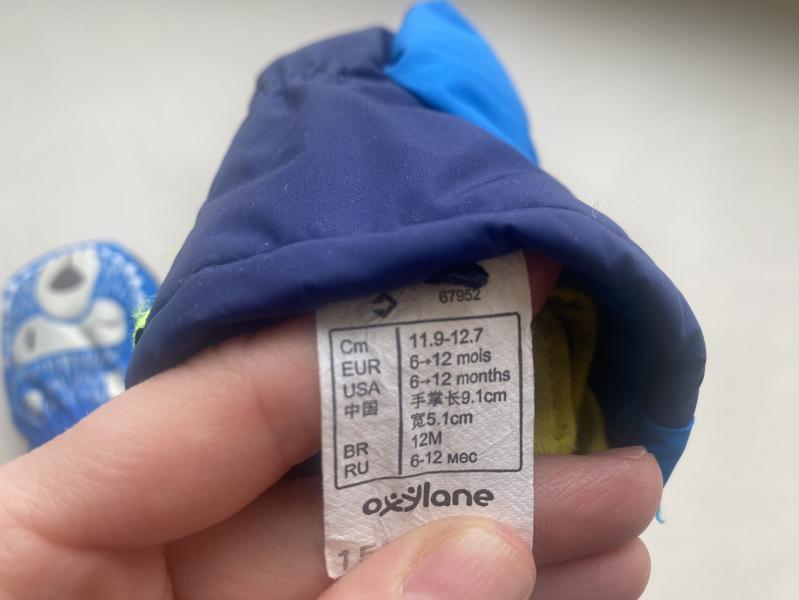 67952
Cm 11.9-12.7
EUR 6→12 mois
USA 6→12 months
中国 手掌长9.1cm
宽5.1cm
BR 12M
RU 6-12 мес
oxylane